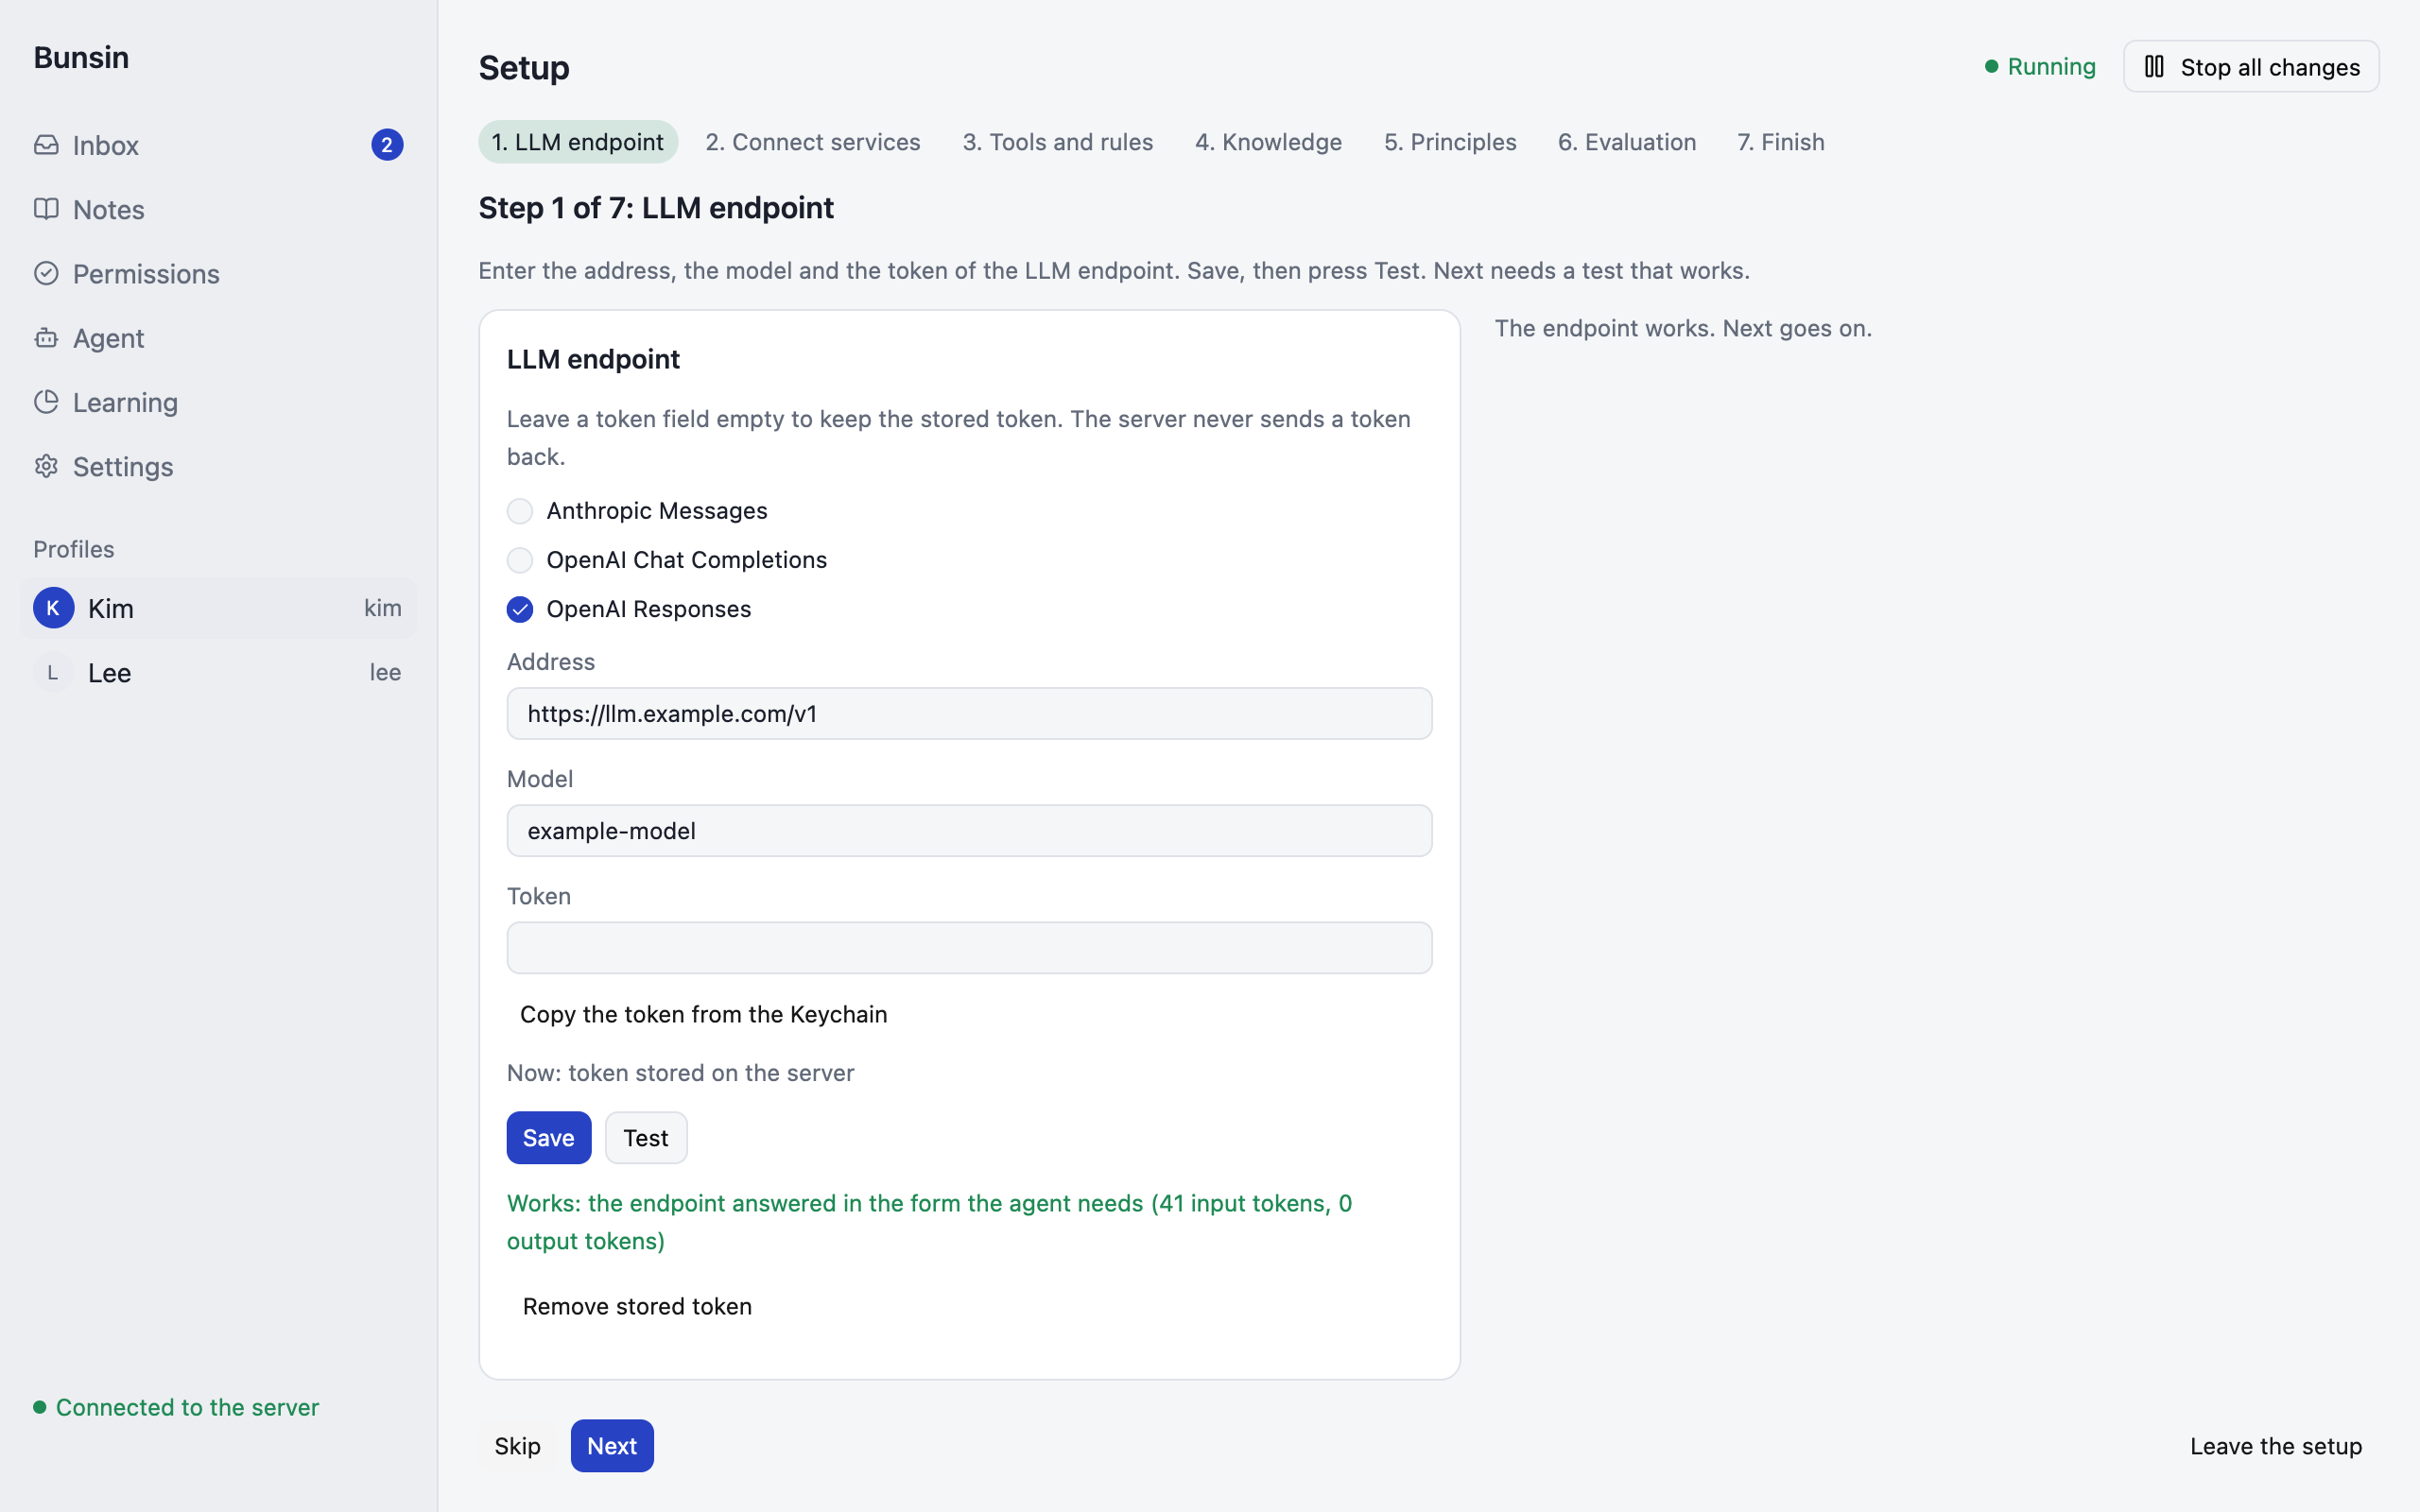 Bunsin
Inbox
2
Notes
Permissions
Agent
Learning
Settings
Profiles
K
Kim
kim
L
Lee
lee
Connected to the server
Setup
Running
Stop all changes
1. LLM endpoint
2. Connect services
3. Tools and rules
4. Knowledge
5. Principles
6. Evaluation
7. Finish
Step 1 of 7: LLM endpoint
Enter the address, the model and the token of the LLM endpoint. Save, then press Test. Next needs a test that works.
LLM endpoint
Leave a token field empty to keep the stored token. The server never sends a token
back.
Anthropic Messages
OpenAI Chat Completions
OpenAI Responses
Address
https://llm.example.com/v1
Model
example-model
Token
Copy the token from the Keychain
Now: token stored on the server
Save
Test
Works: the endpoint answered in the form the agent needs (41 input tokens, 0
output tokens)
Remove stored token
The endpoint works. Next goes on.
Skip
Next
Leave the setup